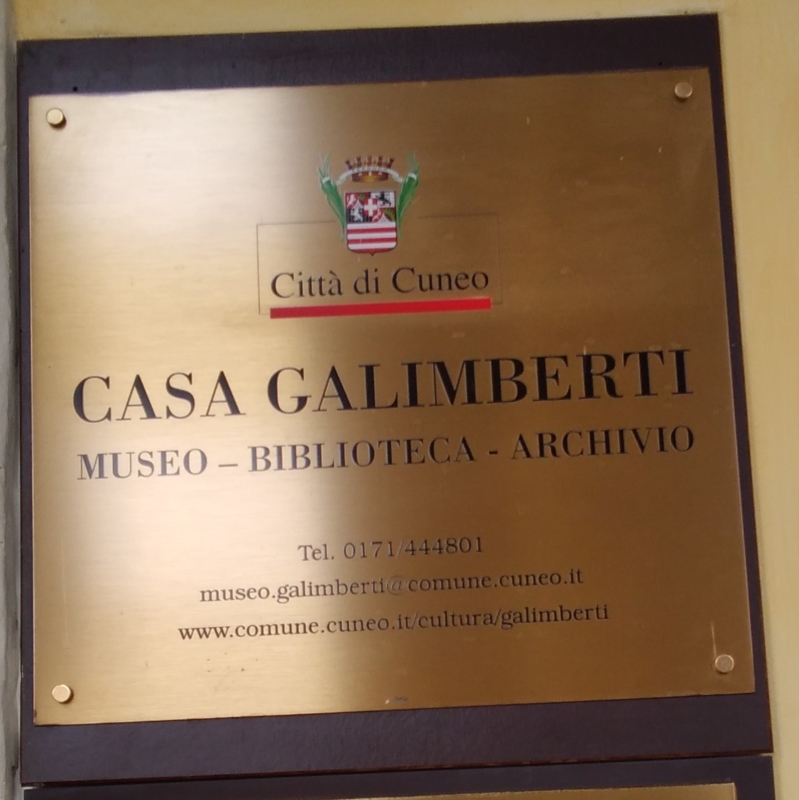 Città di Cuneo
CASA GALIMBERTI
MUSEO – BIBLIOTECA - ARCHIVIO
Tel. 0171/444801
museo.galimberti@comune.cuneo.it
www.comune.cuneo.it/cultura/galimberti